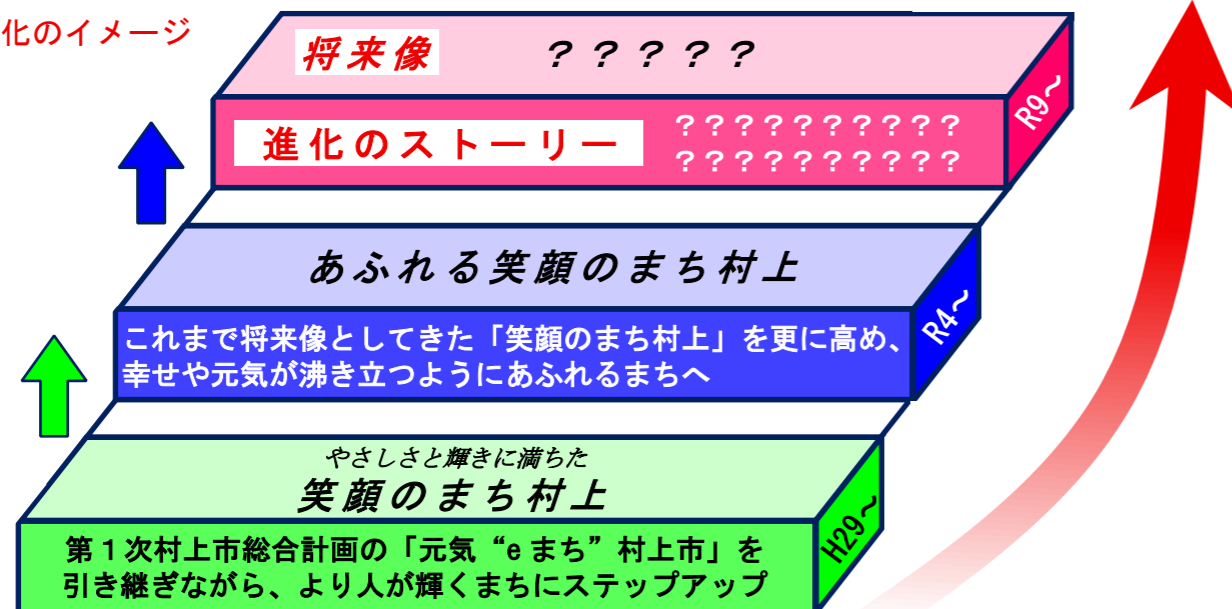 化のイメージ
将来像 ？？？？？
進化のストーリー ？？？？？？？？？？
？？？？？？？？？？
R9～
あふれる笑顔のまち村上
これまで将来像としてきた「笑顔のまち村上」を更に高め、
幸せや元気が沸き立つようにあふれるまちへ
R4～
やさしさと輝きに満ちた
笑顔のまち村上
第１次村上市総合計画の「元気“eまち”村上市」を
引き継ぎながら、より人が輝くまちにステップアップ
H29～